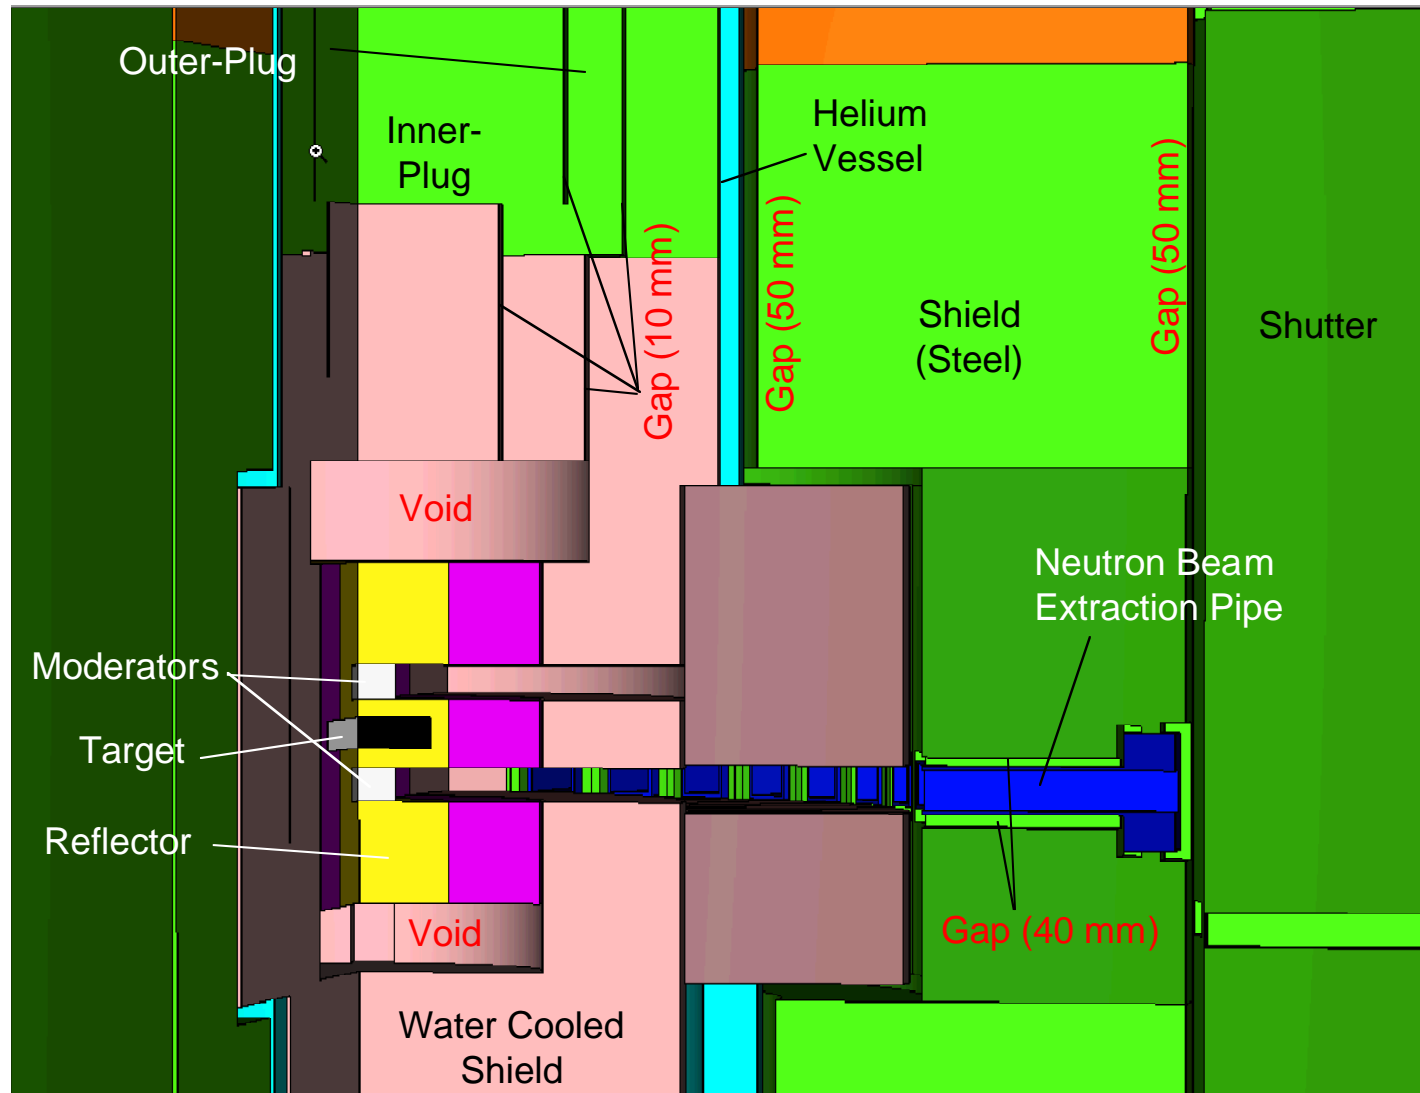 Outer-Plug
Inner-
Plug
Helium
Vessel
Gap (10 mm)
Gap (50 mm)
Gap (50 mm)
Shield
(Steel)
Shutter
Void
Neutron Beam
Extraction Pipe
Moderators
Target
Reflector
Void
Gap (40 mm)
Water Cooled
Shield